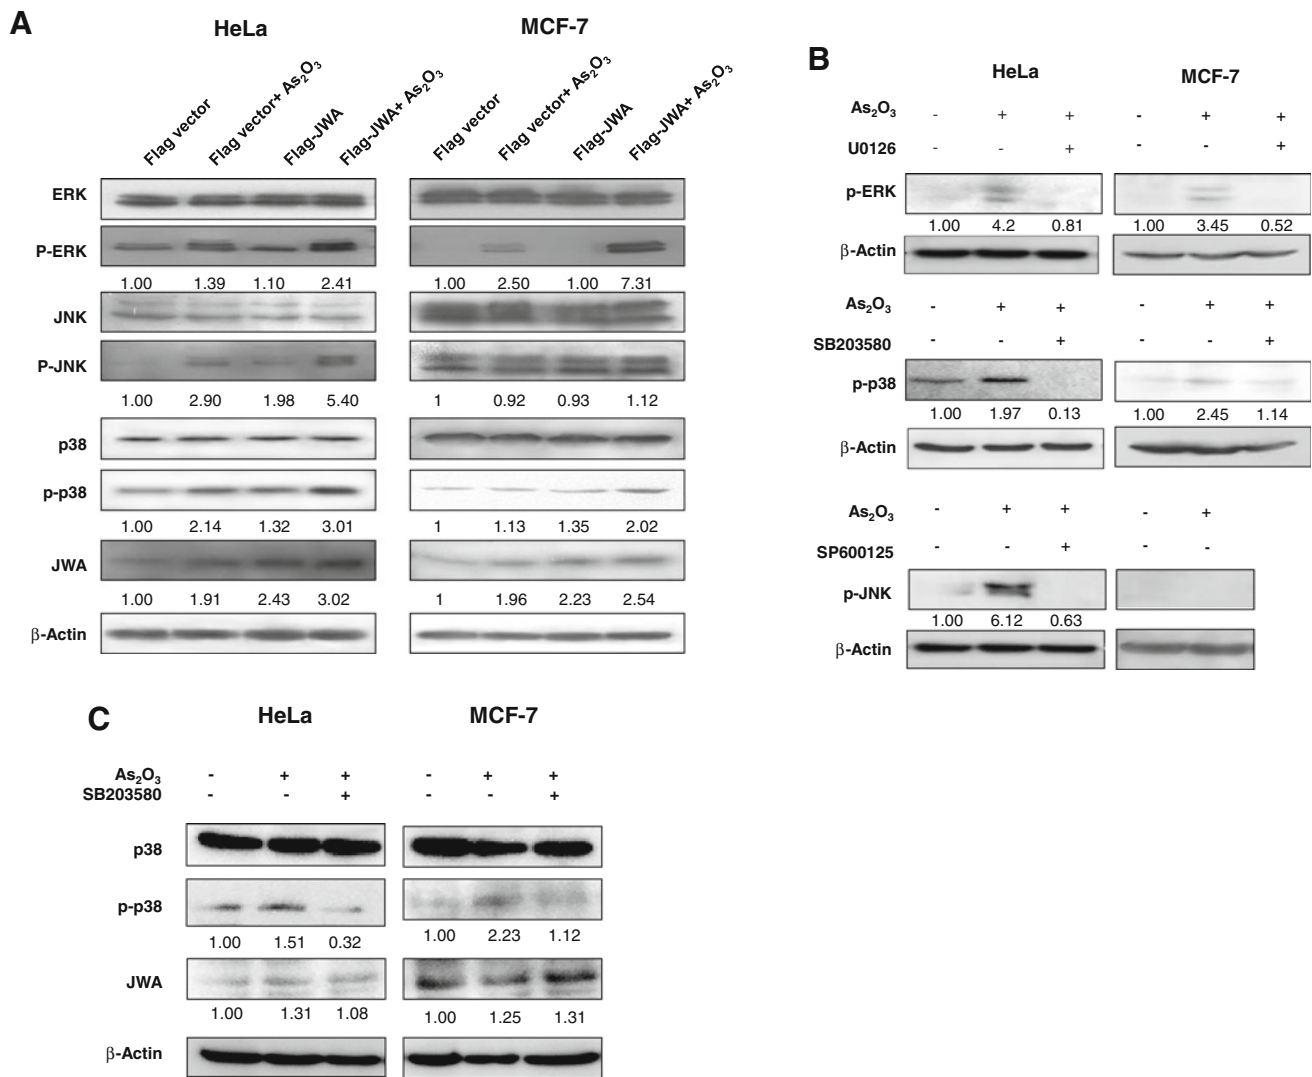 A
HeLa
MCF-7
Flag vector
Flag vector+ As₂O₃
Flag-JWA
Flag-JWA+ As₂O₃
Flag vector
Flag vector+ As₂O₃
Flag-JWA
Flag-JWA+ As₂O₃
ERK
P-ERK
1.00 1.39 1.10 2.41 1.00 2.50 1.00 7.31
JNK
P-JNK
1.00 2.90 1.98 5.40 1 0.92 0.93 1.12
p38
p-p38
1.00 2.14 1.32 3.01 1 1.13 1.35 2.02
JWA
1.00 1.91 2.43 3.02 1 1.96 2.23 2.54
β-Actin
B
HeLa
MCF-7
As₂O₃ - + + - + +
U0126 - - + - - +
p-ERK
1.00 4.2 0.81 1.00 3.45 0.52
β-Actin
As₂O₃ - + + - + +
SB203580 - - + - - +
p-p38
1.00 1.97 0.13 1.00 2.45 1.14
β-Actin
As₂O₃ - + + - +
SP600125 - - + - -
p-JNK
1.00 6.12 0.63
β-Actin
C
HeLa
MCF-7
As₂O₃ - + + - + +
SB203580 - - + - - +
p38
p-p38
1.00 1.51 0.32 1.00 2.23 1.12
JWA
1.00 1.31 1.08 1.00 1.25 1.31
β-Actin